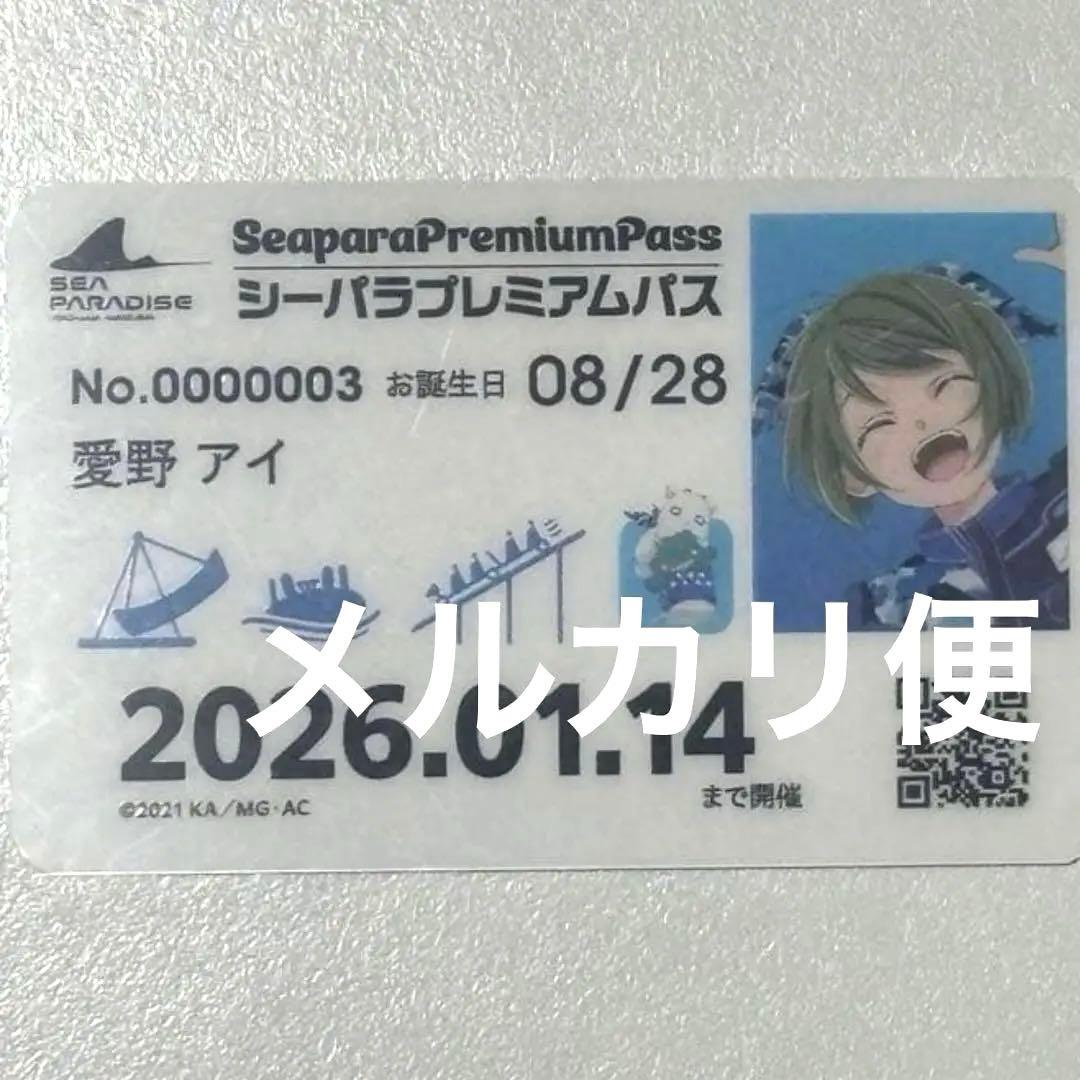 SEA
PARADISE
SeaparaPremiumPass
シーパラプレミアムパス
No.0000003 お誕生日 08/28
愛野 アイ
メルカリ便
2026.01.14
まで開催
©2021 KA/MG・AC